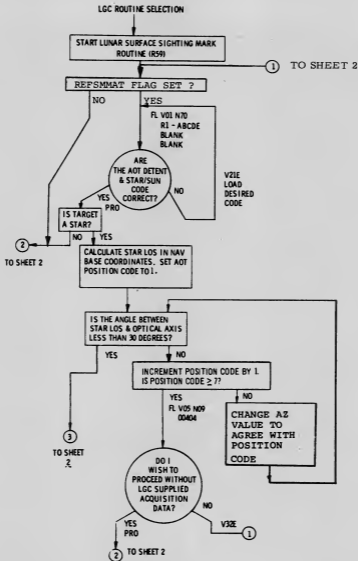 LGC ROUTINE SELECTION
START LUNAR SURFACE SIGHTING MARK
ROUTINE (R59)
1
TO SHEET 2
REFSMMAT FLAG SET ?
NO
YES
FL V01 N70
R1 - ABCDE
BLANK
BLANK
ARE
THE AOT DETENT
& STAR/SUN
CODE
CORRECT?
NO
V21E
LOAD
DESIRED
CODE
YES
PRO
IS TARGET
A STAR?
NO
YES
2
TO SHEET 2
CALCULATE STAR LOS IN NAV
BASE COORDINATES. SET AOT
POSITION CODE TO 1.
IS THE ANGLE BETWEEN
STAR LOS & OPTICAL AXIS
LESS THAN 30 DEGREES?
YES
NO
INCREMENT POSITION CODE BY 1.
IS POSITION CODE ≥ 7?
YES
NO
FL V05 N09
00404
CHANGE AZ
VALUE TO
AGREE WITH
POSITION
CODE
3
TO SHEET
2
DO I
WISH TO
PROCEED WITHOUT
LGC SUPPLIED
ACQUISITION
DATA?
NO
V32E
1
YES
PRO
2
TO SHEET 2